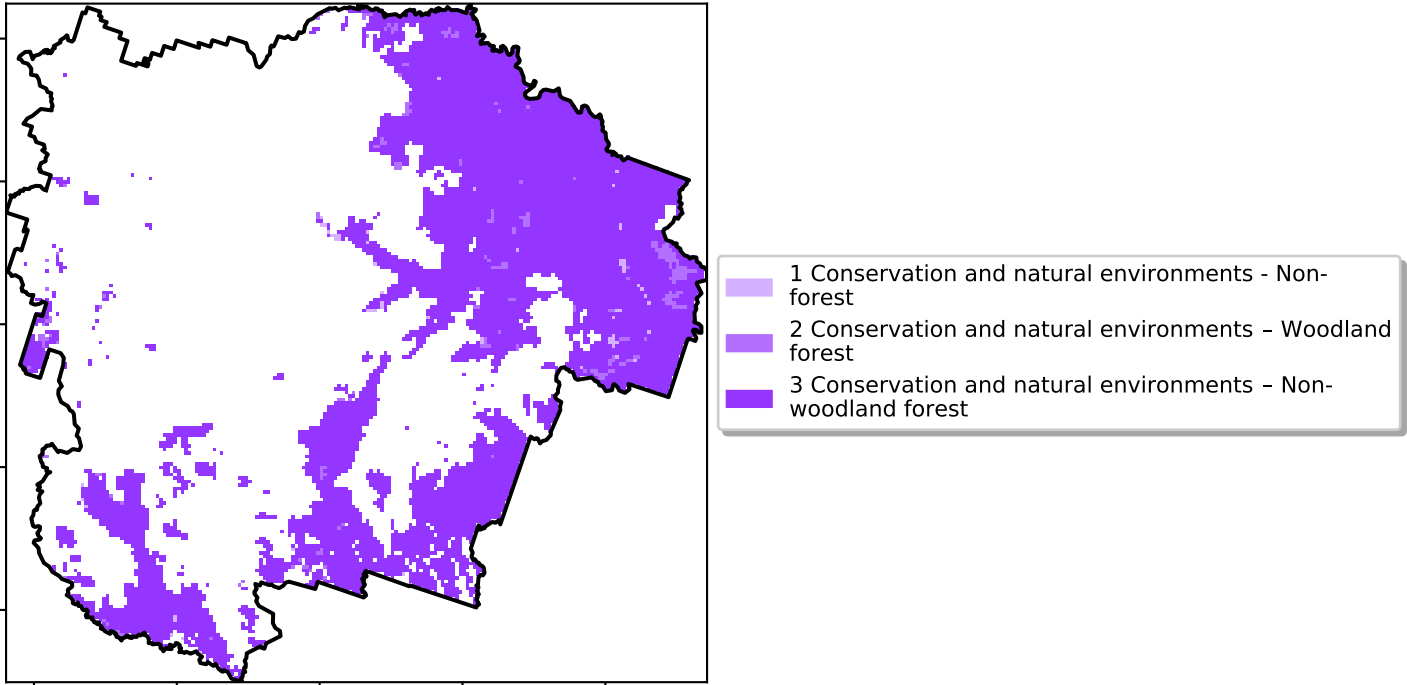 1 Conservation and natural environments - Non-
forest
2 Conservation and natural environments – Woodland
forest
3 Conservation and natural environments – Non-
woodland forest